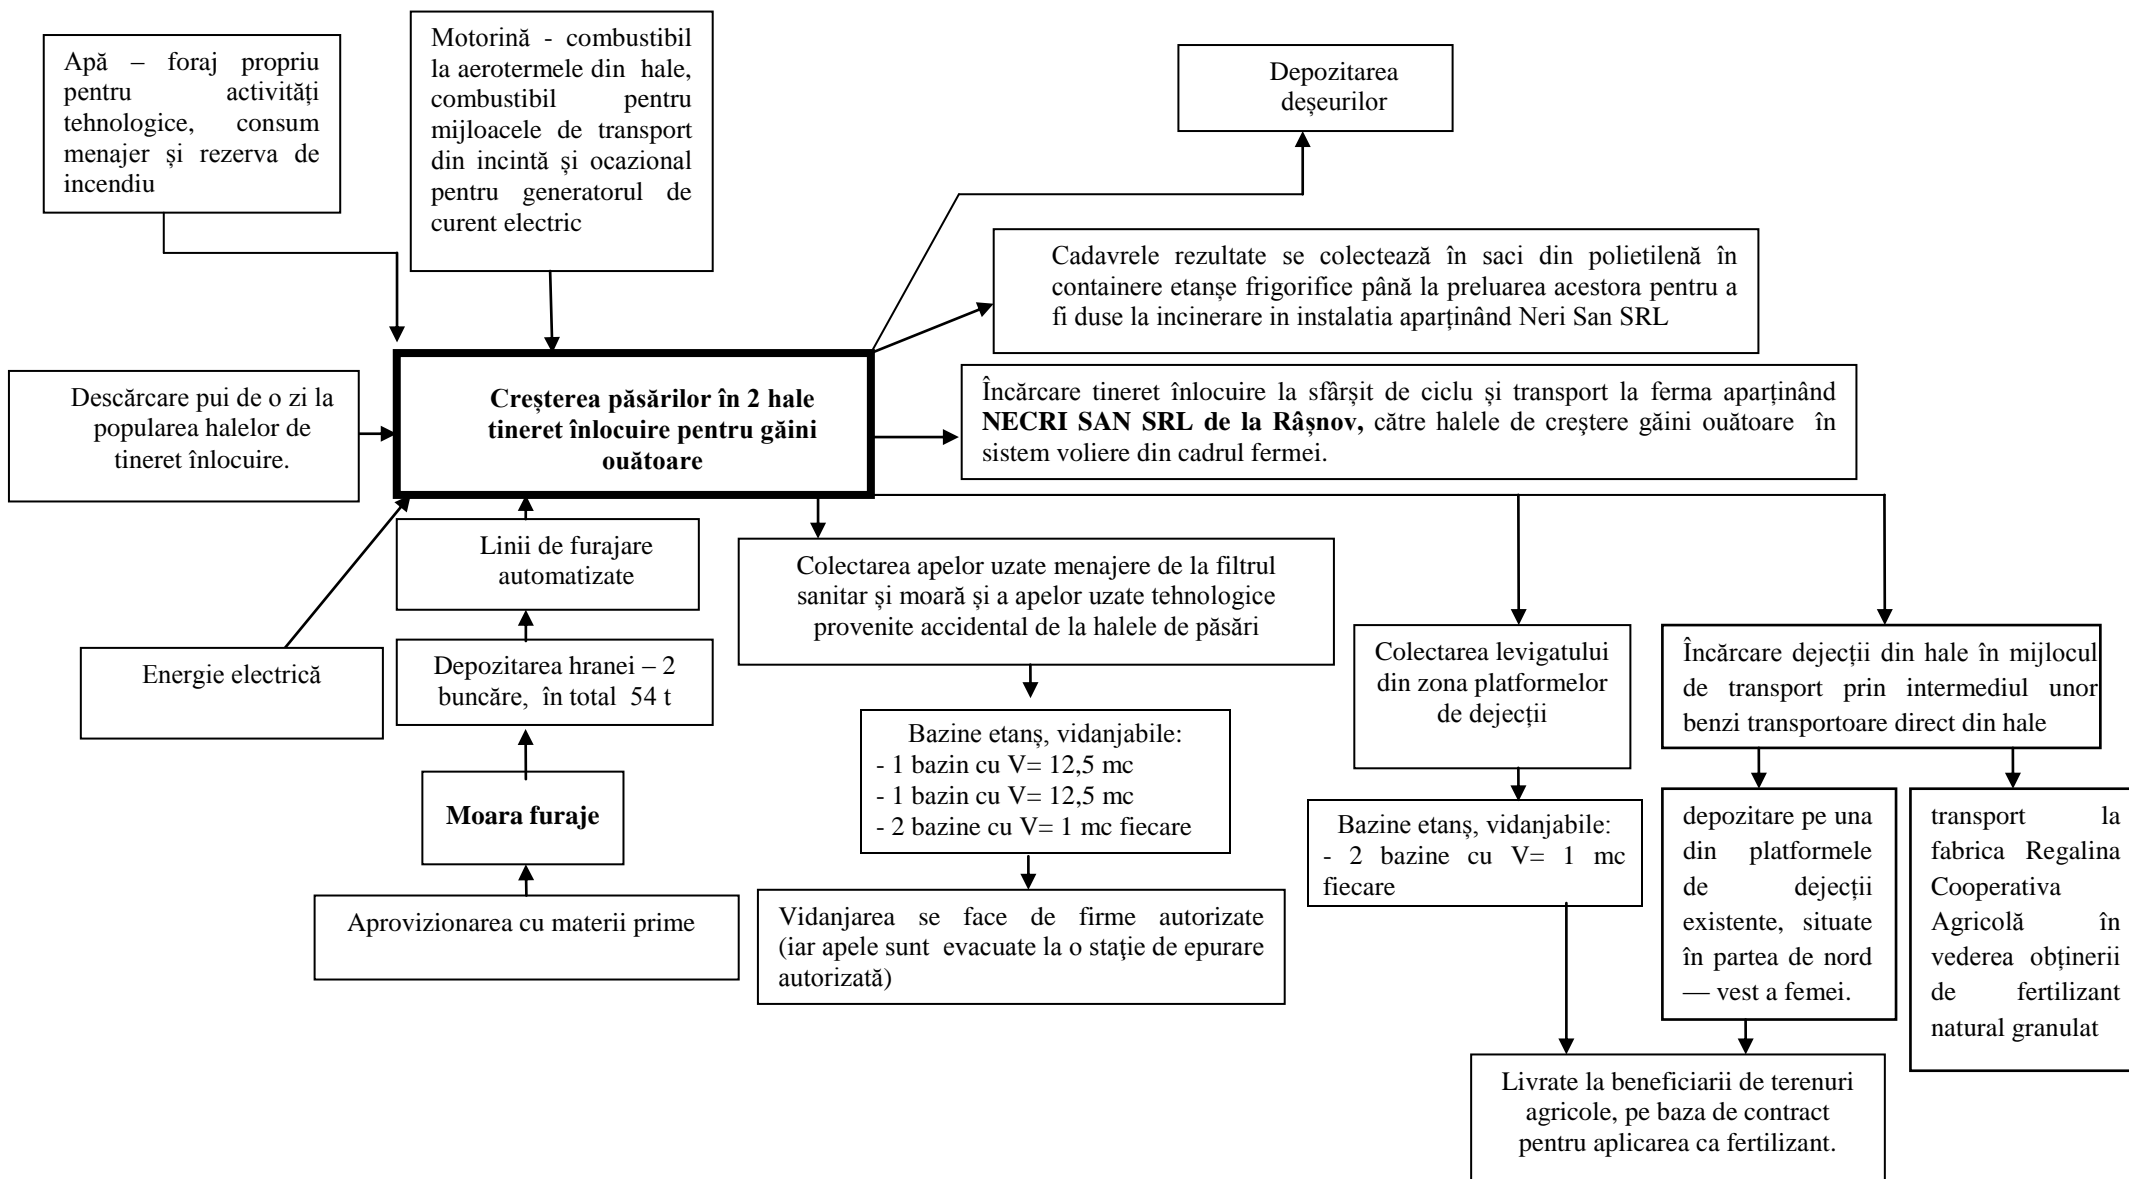 Apă – foraj propriu
pentru activități
tehnologice, consum
menajer și rezerva de
incendiu
Motorină - combustibil
la aerotermele din hale,
combustibil pentru
mijloacele de transport
din incintă și ocazional
pentru generatorul de
curent electric
Depozitarea
deșeurilor
Cadavrele rezultate se colectează în saci din polietilenă în
containere etanșe frigorifice până la preluarea acestora pentru a
fi duse la incinerare in instalatia aparținând Neri San SRL
Descărcare pui de o zi la
popularea halelor de
tineret înlocuire.
Creșterea păsărilor în 2 hale
tineret înlocuire pentru găini
ouătoare
Încărcare tineret înlocuire la sfârșit de ciclu și transport la ferma aparținând
NECRI SAN SRL de la Râșnov, către halele de creştere găini ouătoare în
sistem voliere din cadrul fermei.
Linii de furajare
automatizate
Colectarea apelor uzate menajere de la filtrul
sanitar și moară și a apelor uzate tehnologice
provenite accidental de la halele de păsări
Energie electrică
Depozitarea hranei – 2
buncăre, în total 54 t
Colectarea levigatului
din zona platformelor
de dejecții
Încărcare dejecții din hale în mijlocul
de transport prin intermediul unor
benzi transportoare direct din hale
Moara furaje
Bazine etanș, vidanjabile:
- 1 bazin cu V= 12,5 mc
- 1 bazin cu V= 12,5 mc
- 2 bazine cu V= 1 mc fiecare
Bazine etanș, vidanjabile:
- 2 bazine cu V= 1 mc
fiecare
depozitare pe una
din platformele
de dejecții
existente, situate
în partea de nord
— vest a femei.
transport la
fabrica Regalina
Cooperativa
Agricolă în
vederea obținerii
de fertilizant
natural granulat
Aprovizionarea cu materii prime
Vidanjarea se face de firme autorizate
(iar apele sunt evacuate la o staţie de epurare
autorizată)
Livrate la beneficiarii de terenuri
agricole, pe baza de contract
pentru aplicarea ca fertilizant.